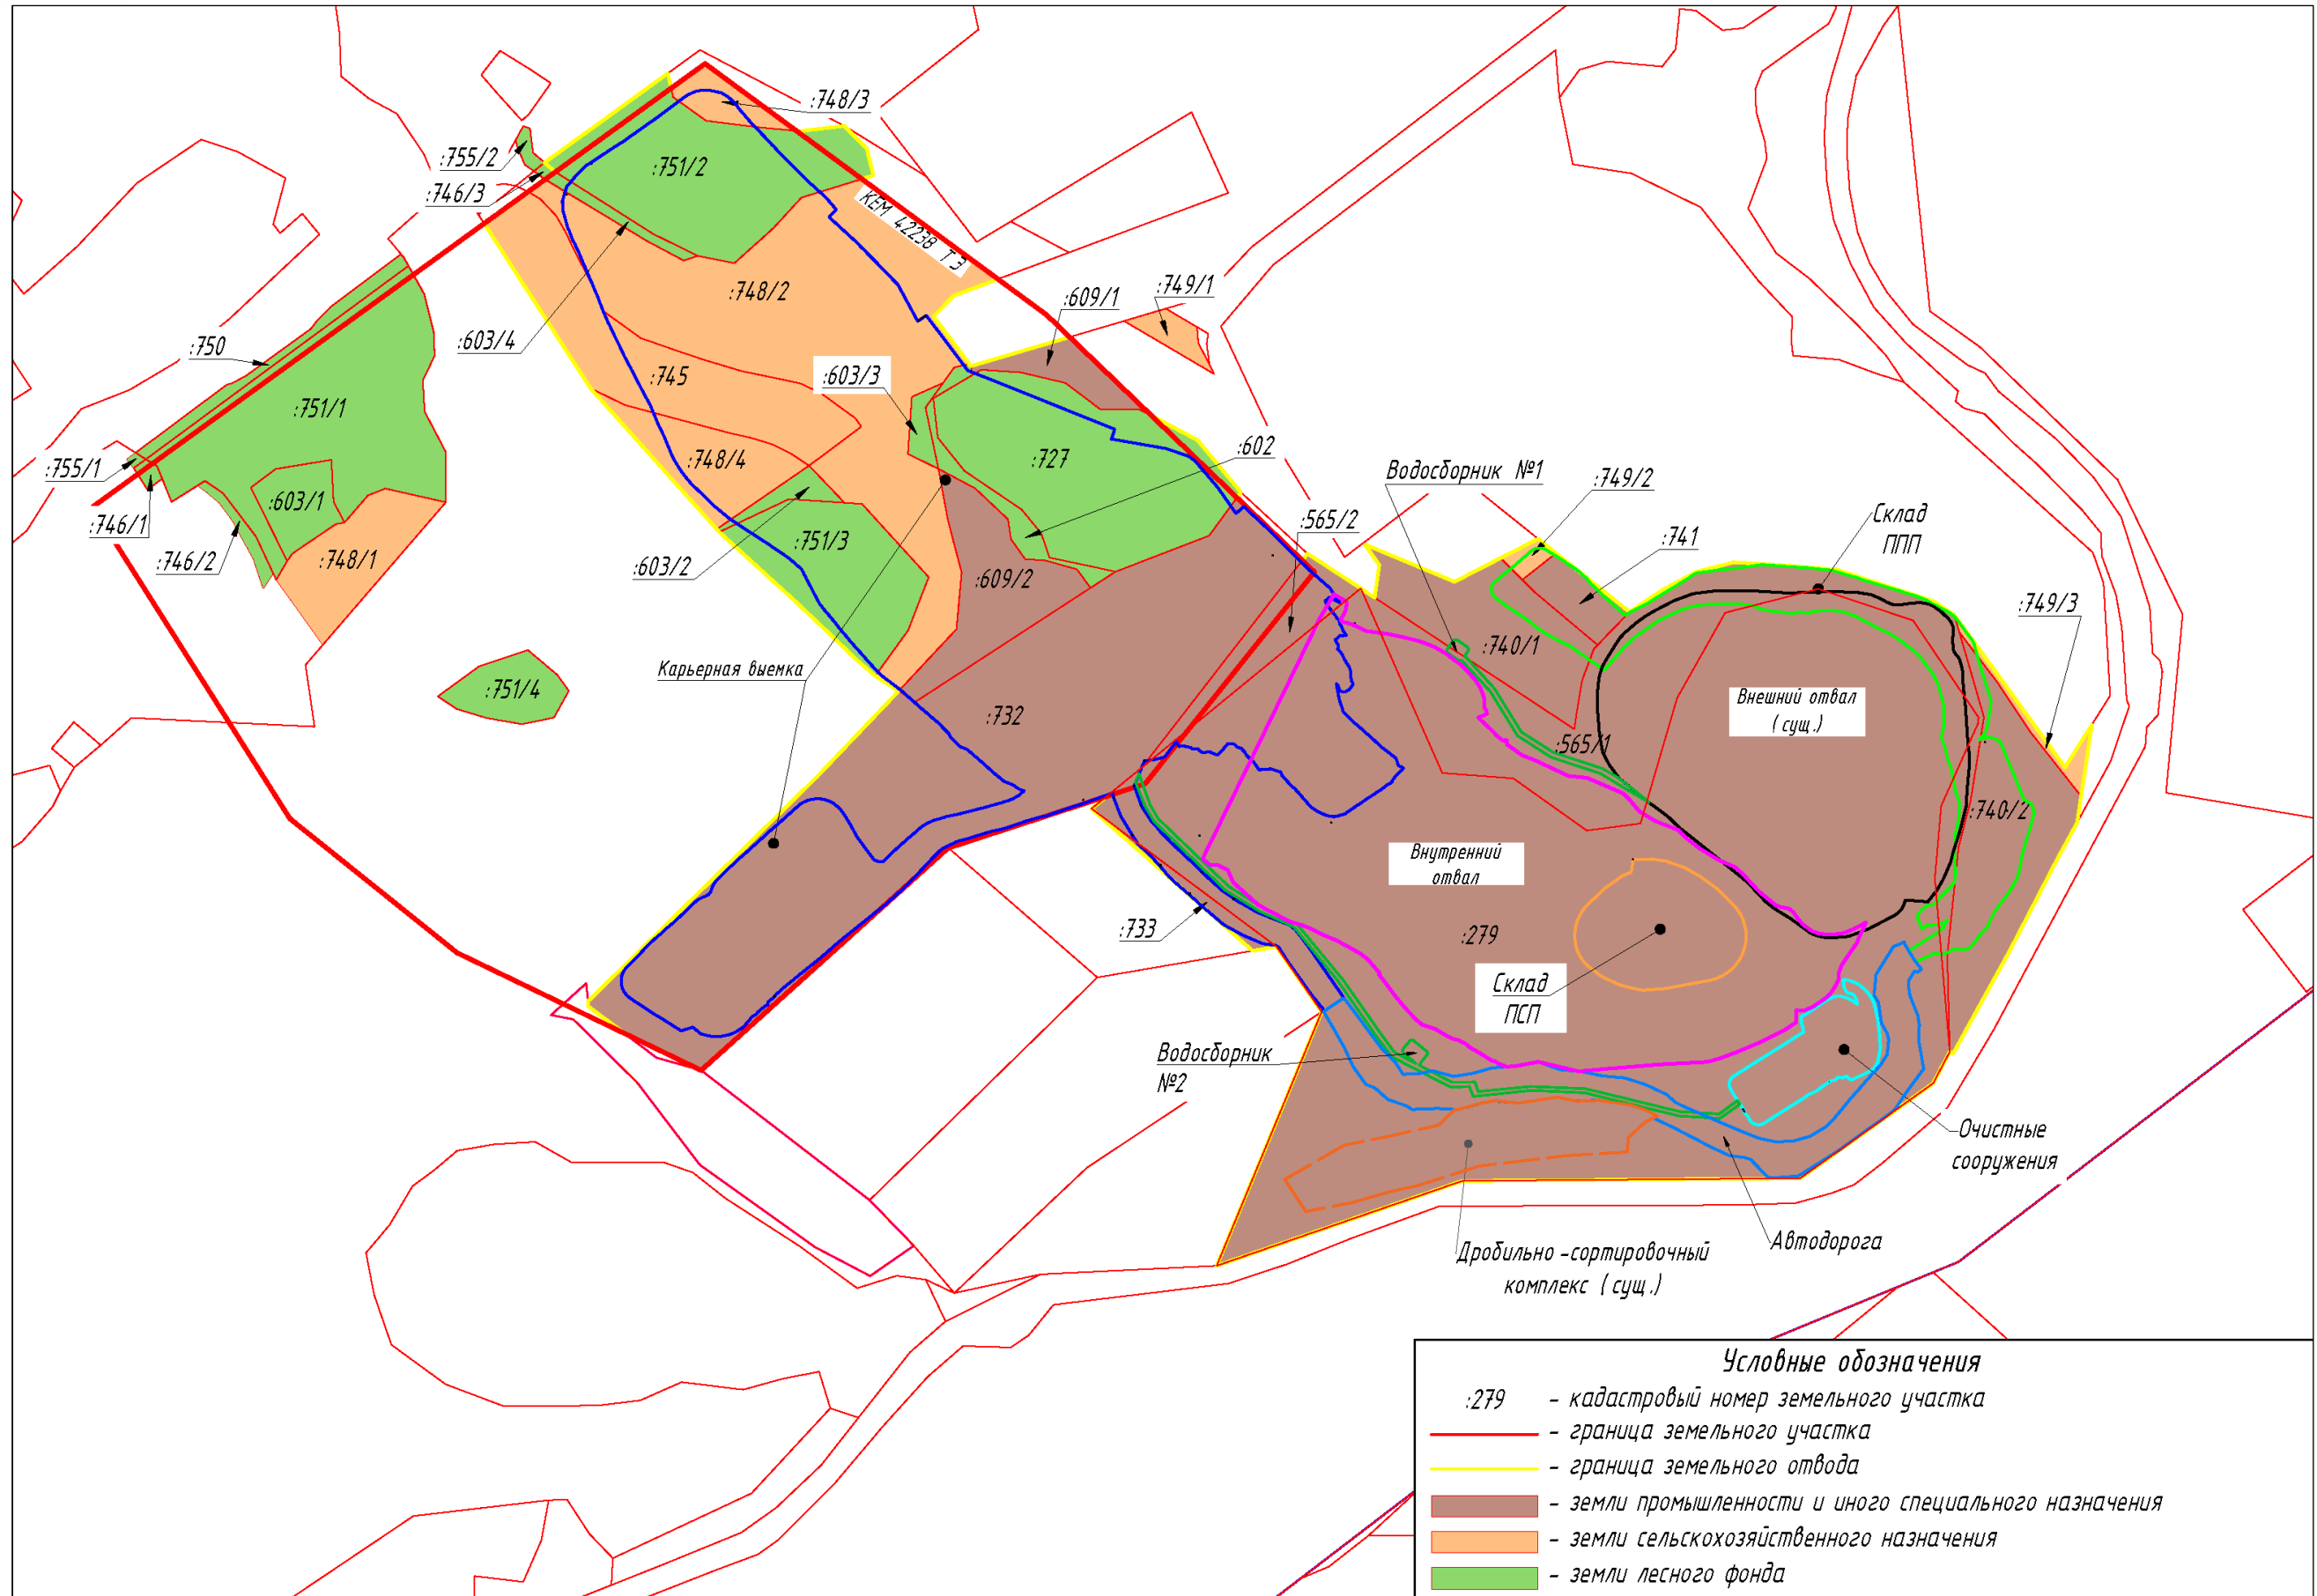 :748/3
:755/2
:751/2
:746/3
КЕМ 42238 ТЭ
:748/2
:609/1
:749/1
:750
:603/4
:745
:603/3
:751/1
:755/1
:748/4
:727
:602
Водосборник №1
:749/2
:603/1
:746/1
:565/2
Склад
ППП
:741
:746/2
:748/1
:603/2
:751/3
:609/2
:749/3
:740/1
Карьерная выемка
:751/4
Внешний отвал
(сущ.)
:732
:565/1
:740/2
Внутренний
отвал
:733
:279
Склад
ПСП
Водосборник
№2
Очистные
сооружения
Автодорога
Дробильно-сортировочный
комплекс (сущ.)
Условные обозначения
:279 - кадастровый номер земельного участка
- граница земельного участка
- граница земельного отвода
- земли промышленности и иного специального назначения
- земли сельскохозяйственного назначения
- земли лесного фонда